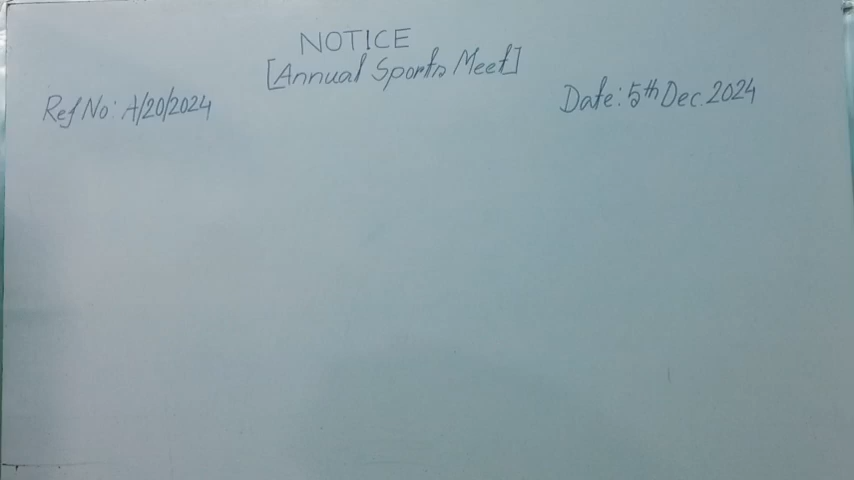 NOTICE
[Annual Sports Meet]
Ref No: A/20/2024
Date: 5th Dec. 2024